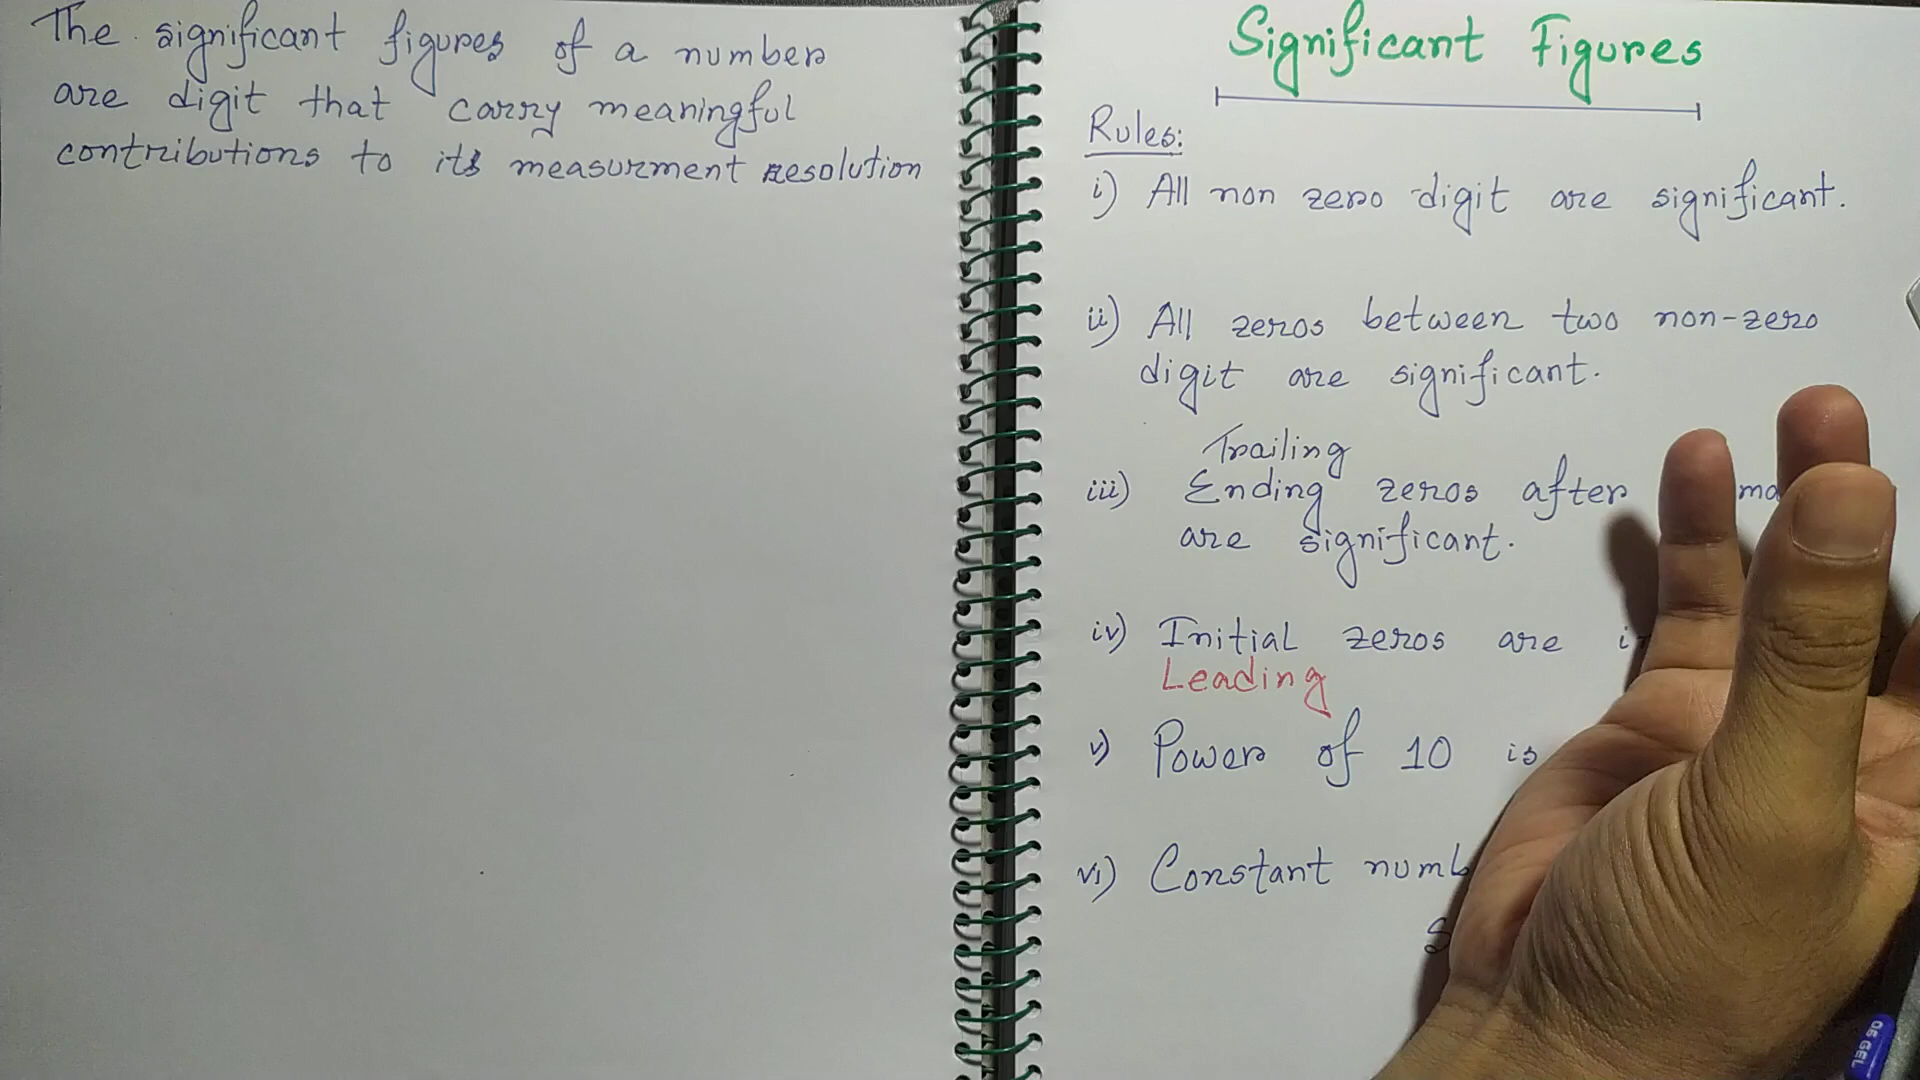 The significant figures of a number
are digit that carry meaningful
contributions to its measurment resolution
Significant Figures
Rules:
i) All non zero digit are significant.
ii) All zeros between two non-zero
digit are significant.
Trailing
iii) Ending zeros after
are significant.
iv) Initial zeros are
Leading
v) Power of 10 is
vi) Constant
05 GEL